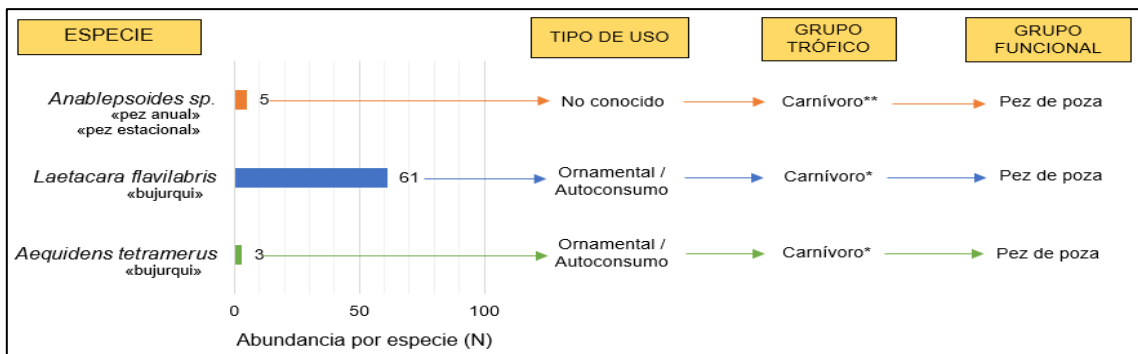 ESPECIE
TIPO DE USO
GRUPO
TRÓFICO
GRUPO
FUNCIONAL
Anablepsoides sp.
«pez anual»
«pez estacional»
5
No conocido
Carnívoro**
Pez de poza
Laetacara flavilabris
«bujurqui»
61
Ornamental /
Autoconsumo
Carnívoro*
Pez de poza
Aequidens tetramerus
«bujurqui»
3
Ornamental /
Autoconsumo
Carnívoro*
Pez de poza
0 50 100
Abundancia por especie (N)